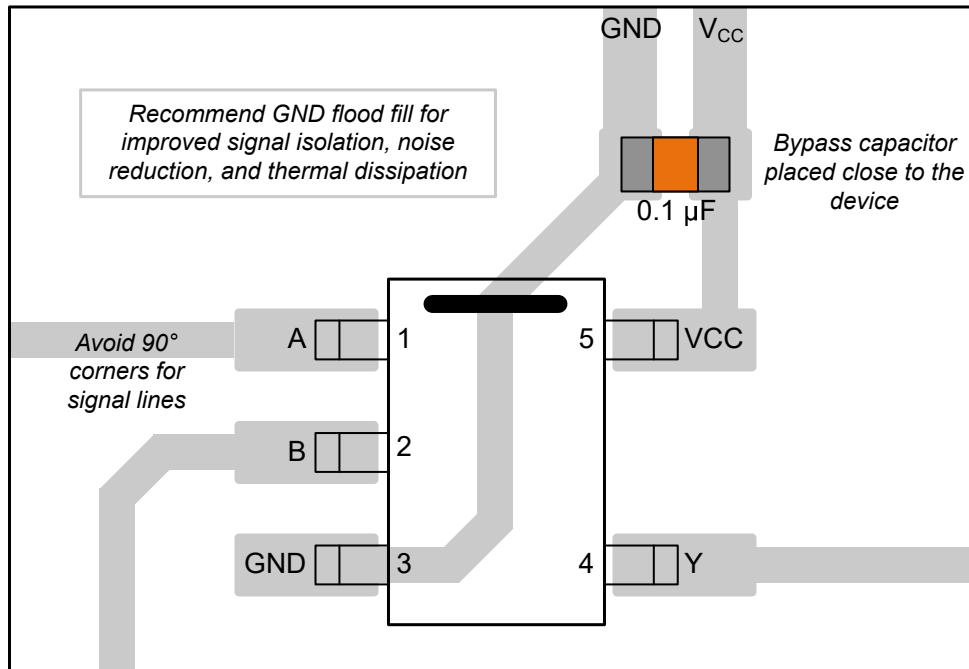 GND VCC
Recommend GND flood fill for
improved signal isolation, noise
reduction, and thermal dissipation
Bypass capacitor
placed close to the
device
0.1 µF
A 1 5 VCC
Avoid 90°
corners for
signal lines
B 2
GND 3 4 Y